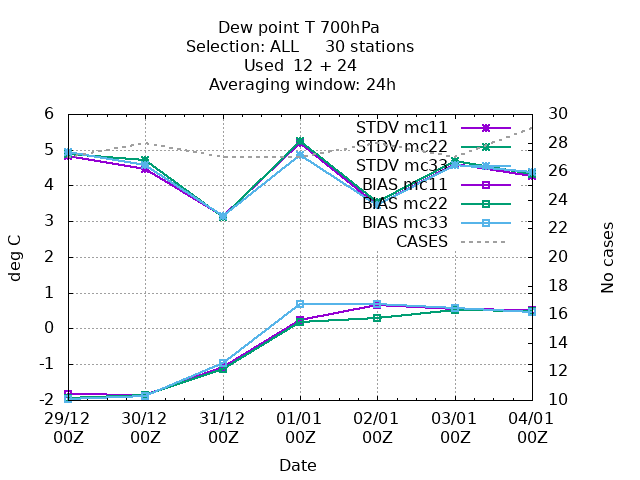 Dew point T 700hPa
Selection: ALL 30 stations
Used 12 + 24
Averaging window: 24h
6
5
4
3
2
1
0
-1
-2
deg C
30
28
26
24
22
20
18
16
14
12
10
No cases
STDV mc11
STDV mc22
STDV mc33
BIAS mc11
BIAS mc22
BIAS mc33
CASES
29/12 30/12 31/12 01/01 02/01 03/01 04/01
00Z 00Z 00Z 00Z 00Z 00Z 00Z
Date